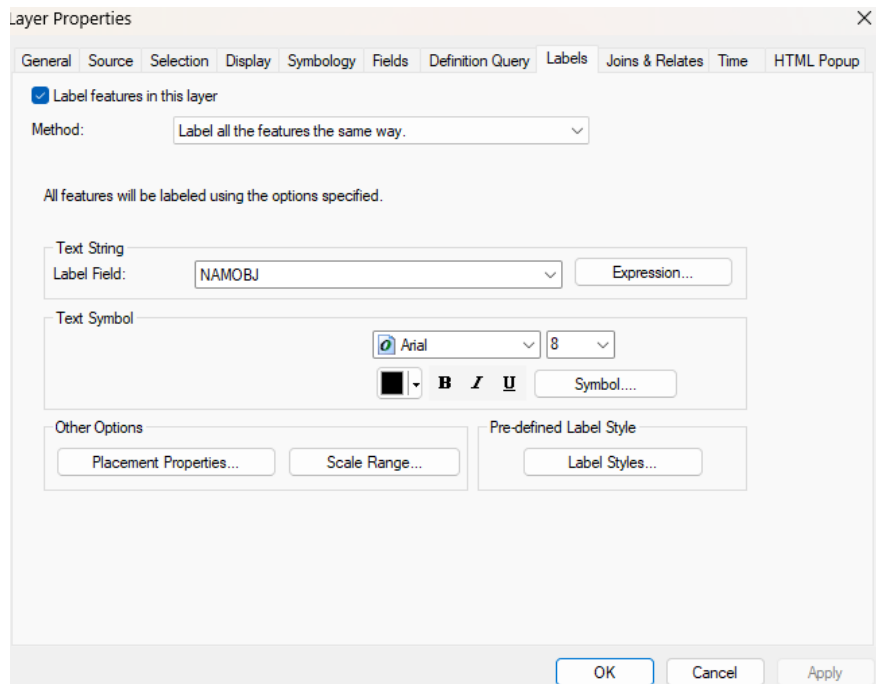 Layer Properties
General Source Selection Display Symbology Fields Definition Query Labels Joins & Relates Time HTML Popup
Label features in this layer
Method: Label all the features the same way.
All features will be labeled using the options specified.
Text String
Label Field: NAMOBJ Expression...
Text Symbol
Arial 8
B I U Symbol....
Other Options Pre-defined Label Style
Placement Properties... Scale Range... Label Styles...
OK Cancel Apply